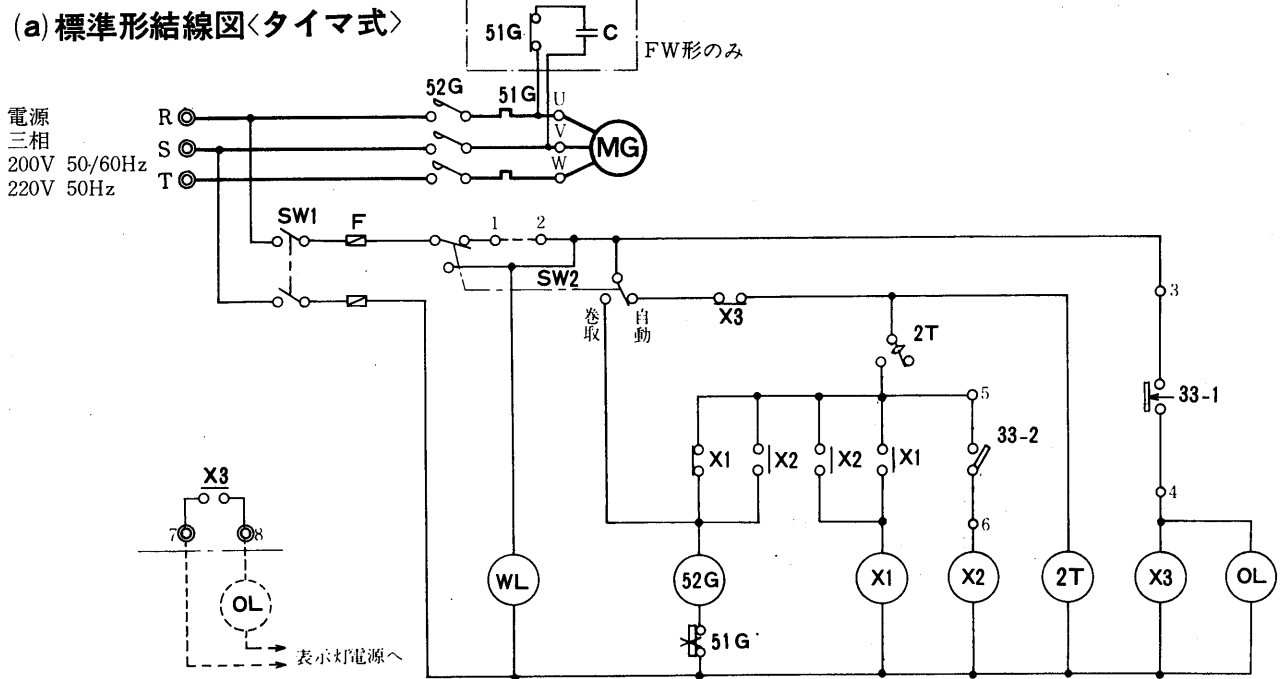 (a) 標準形結線図<タイマ式>
51G
C
FW形のみ
電源
三相
200V 50/60Hz
220V 50Hz
R
S
T
52G
51G
U
V
W
MG
SW1
F
1
2
SW2
巻取
自動
X3
2T
3
33-1
4
5
33-2
6
X1
X2
X2
X1
X3
7
8
OL
表示灯電源へ
WL
52G
51G
X1
X2
2T
X3
OL